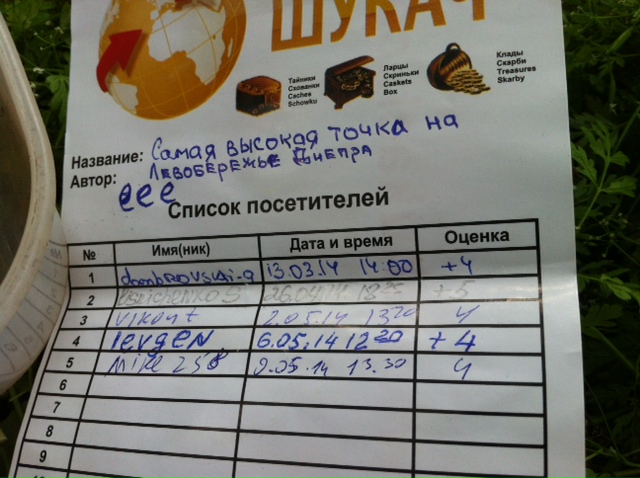 ШУКАЧ
Тайники
Схованки
Caches
Schowku
Ларцы
Скриньки
Caskets
Box
Клады
Скарби
Treasures
Skarby
Название: Самая высокая точка на
Левобережье Днепра
Автор: eee
Список посетителей
№ Имя(ник) Дата и время Оценка
1 dombrovskii-a 13.03.14 14:00 +4
2 26.04.14 +5
3 vikont 2.05.14 13 20 4
4 IevgEN 6.05.14 12 20 +4
5 Mike 258 9.05.14 13.30 4
6
7
8
9